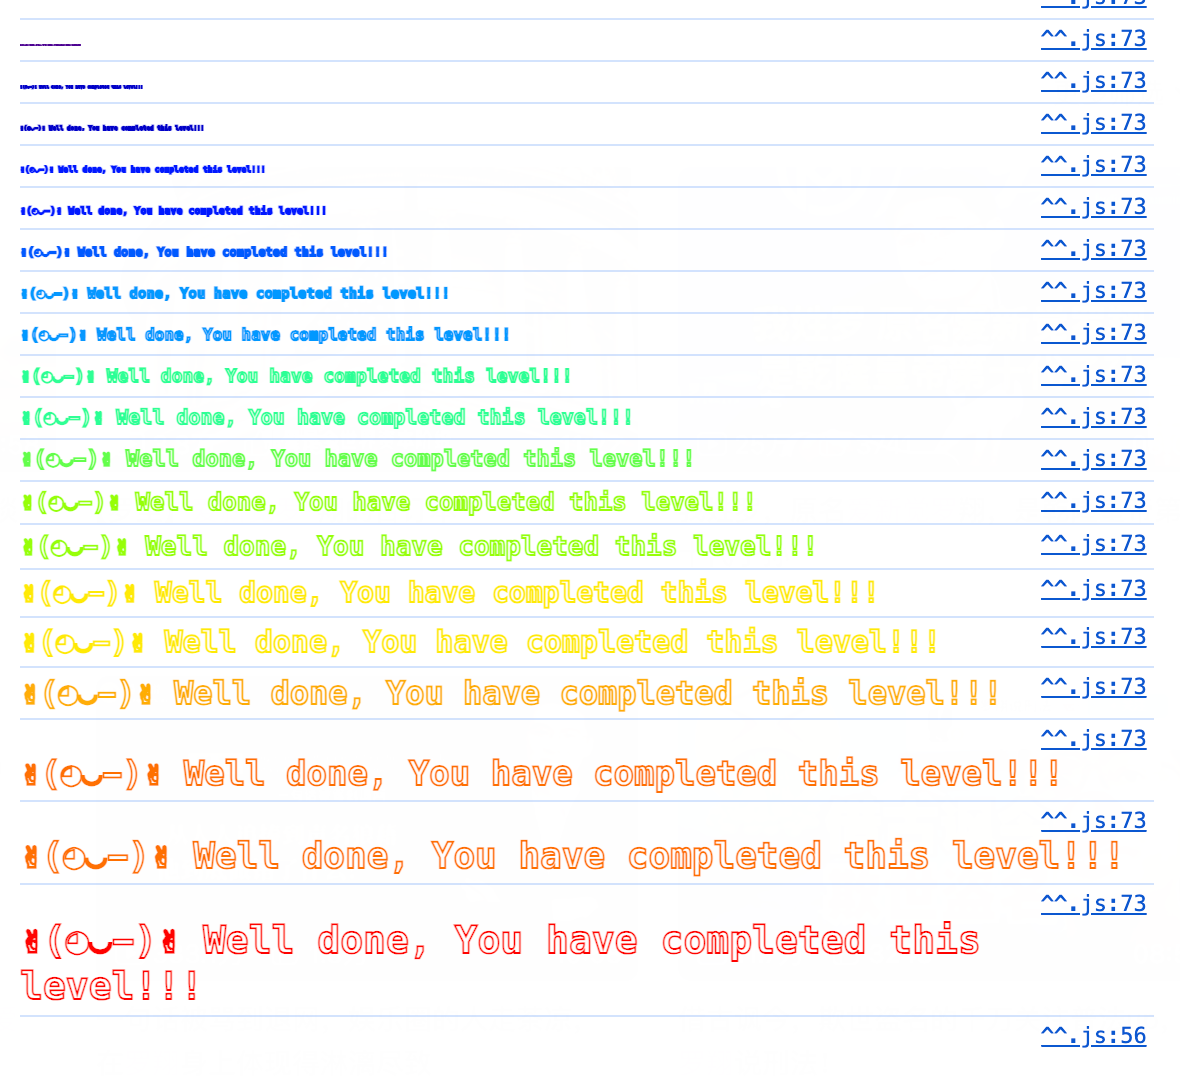 ^^.js:73
^^.js:73
^^.js:73
✌(◴‿―)✌ Well done, You have completed this level!!! ^^.js:73
✌(◴‿―)✌ Well done, You have completed this level!!! ^^.js:73
✌(◴‿―)✌ Well done, You have completed this level!!! ^^.js:73
✌(◴‿―)✌ Well done, You have completed this level!!! ^^.js:73
✌(◴‿―)✌ Well done, You have completed this level!!! ^^.js:73
✌(◴‿―)✌ Well done, You have completed this level!!! ^^.js:73
✌(◴‿―)✌ Well done, You have completed this level!!! ^^.js:73
✌(◴‿―)✌ Well done, You have completed this level!!! ^^.js:73
✌(◴‿―)✌ Well done, You have completed this level!!! ^^.js:73
✌(◴‿―)✌ Well done, You have completed this level!!! ^^.js:73
✌(◴‿―)✌ Well done, You have completed this level!!! ^^.js:73
✌(◴‿―)✌ Well done, You have completed this level!!! ^^.js:73
✌(◴‿―)✌ Well done, You have completed this level!!! ^^.js:73
✌(◴‿―)✌ Well done, You have completed this level!!! ^^.js:73
^^.js:73
✌(◴‿―)✌ Well done, You have completed this level!!!
^^.js:73
✌(◴‿―)✌ Well done, You have completed this level!!!
^^.js:73
✌(◴‿―)✌ Well done, You have completed this
level!!!
^^.js:56